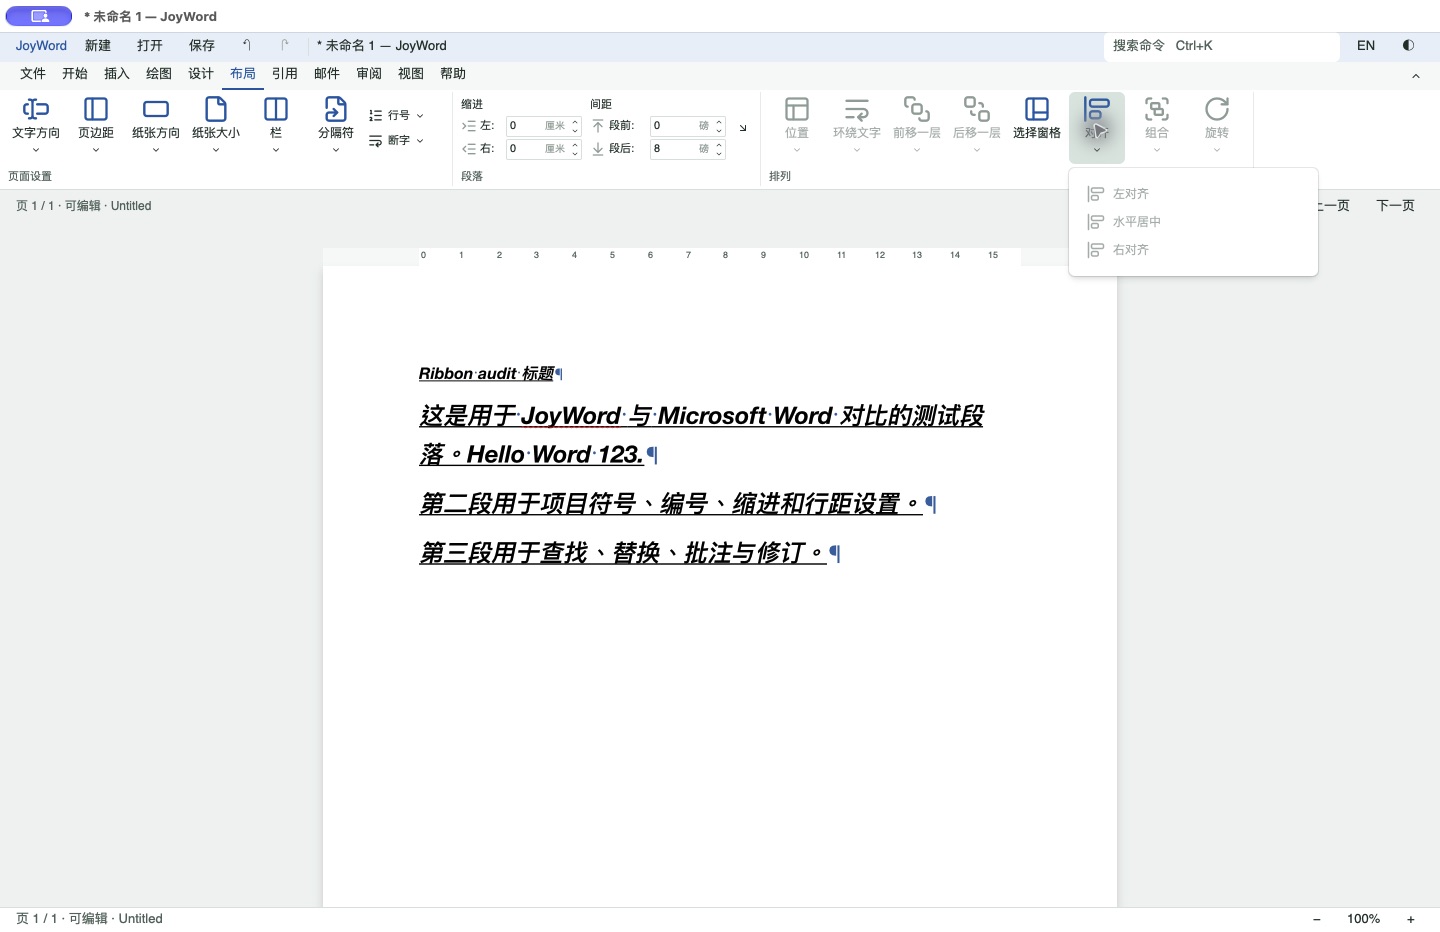 * 未命名 1 — JoyWord
JoyWord 新建 打开 保存 * 未命名 1 — JoyWord 搜索命令 Ctrl+K EN
文件 开始 插入 绘图 设计 布局 引用 邮件 审阅 视图 帮助
文字方向 页边距 纸张方向 纸张大小 栏 分隔符
行号
断字
页面设置
缩进 间距
左: 0 厘米 段前: 0 磅
右: 0 厘米 段后: 8 磅
段落
位置 环绕文字 前移一层 后移一层 选择窗格 组合 旋转
排列
左对齐
水平居中
右对齐
页 1 / 1 · 可编辑 · Untitled 一页 下一页
0 1 2 3 4 5 6 7 8 9 10 11 12 13 14 15
Ribbon·audit·标题¶
这是用于·JoyWord·与·Microsoft·Word·对比的测试段
落。Hello·Word·123.¶
第二段用于项目符号、编号、缩进和行距设置。¶
第三段用于查找、替换、批注与修订。¶
页 1 / 1 · 可编辑 · Untitled − 100% +